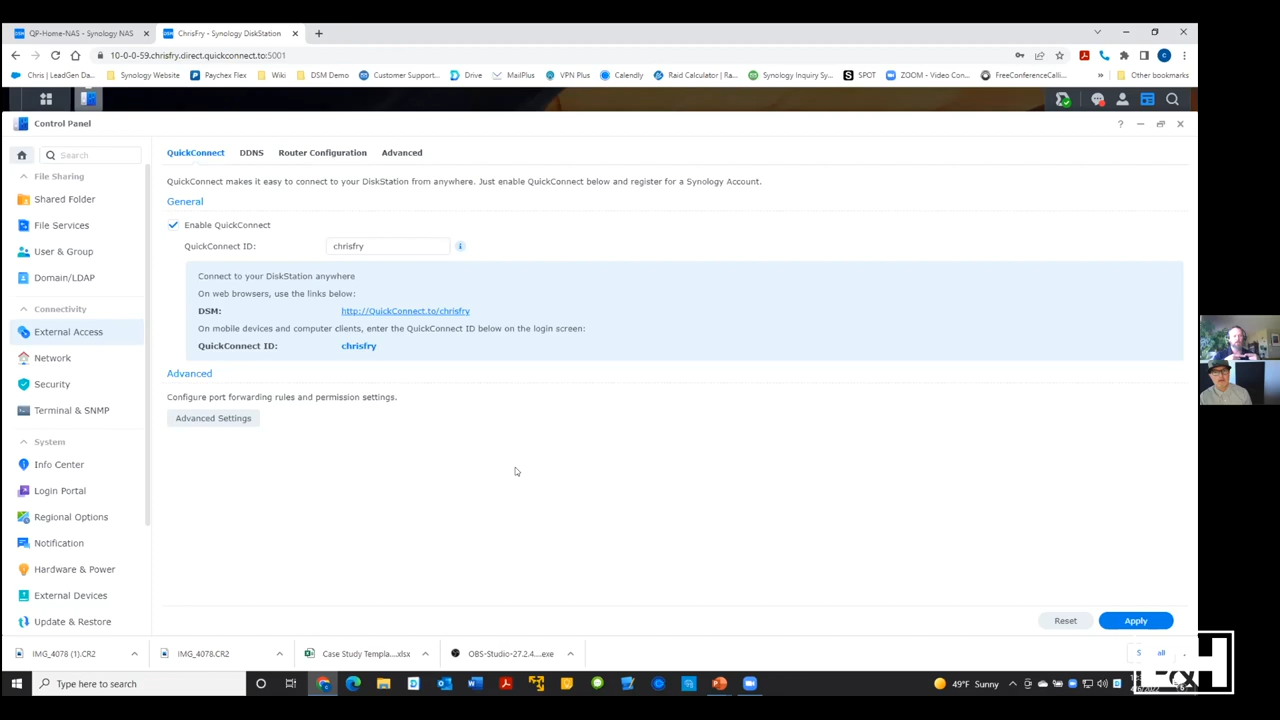 QP-Home-NAS - Synology NAS
ChrisFry - Synology DiskStation
10-0-0-59.chrisfry.direct.quickconnect.to:5001
Chris | LeadGen Da...
Synology Website
Paychex Flex
Wiki
DSM Demo
Customer Support...
Drive
MailPlus
VPN Plus
Calendly
Raid Calculator | Ra...
Synology Inquiry Sy...
SPOT
ZOOM - Video Con...
FreeConferenceCalli...
Other bookmarks
Control Panel
Search
File Sharing
Shared Folder
File Services
User & Group
Domain/LDAP
Connectivity
External Access
Network
Security
Terminal & SNMP
System
Info Center
Login Portal
Regional Options
Notification
Hardware & Power
External Devices
Update & Restore
QuickConnect
DDNS
Router Configuration
Advanced
QuickConnect makes it easy to connect to your DiskStation from anywhere. Just enable QuickConnect below and register for a Synology Account.
General
Enable QuickConnect
QuickConnect ID:
chrisfry
Connect to your DiskStation anywhere
On web browsers, use the links below:
DSM:
http://QuickConnect.to/chrisfry
On mobile devices and computer clients, enter the QuickConnect ID below on the login screen:
QuickConnect ID:
chrisfry
Advanced
Configure port forwarding rules and permission settings.
Advanced Settings
Reset
Apply
IMG_4078 (1).CR2
IMG_4078.CR2
Case Study Templa....xlsx
OBS-Studio-27.2.4....exe
Type here to search
49°F Sunny